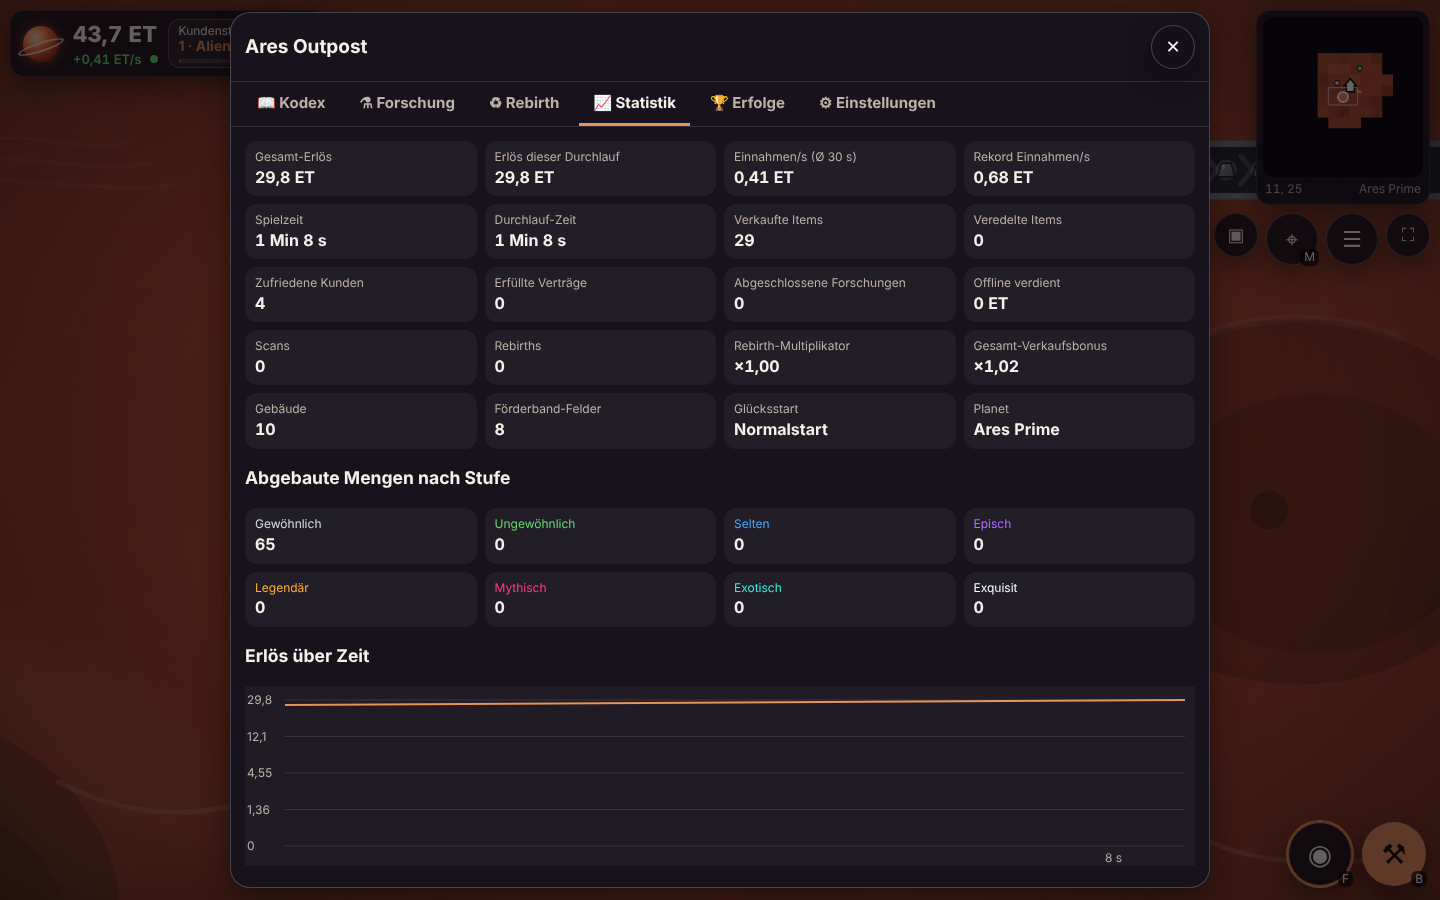 43,7 ET
+0,41 ET/s
1 · Alien
Ares Outpost
✕
📖 Kodex
⚗ Forschung
♻ Rebirth
📈 Statistik
🏆 Erfolge
⚙ Einstellungen
Gesamt-Erlös
29,8 ET
Erlös dieser Durchlauf
29,8 ET
Einnahmen/s (Ø 30 s)
0,41 ET
Rekord Einnahmen/s
0,68 ET
Spielzeit
1 Min 8 s
Durchlauf-Zeit
1 Min 8 s
Verkaufte Items
29
Veredelte Items
0
Zufriedene Kunden
4
Erfüllte Verträge
0
Abgeschlossene Forschungen
0
Offline verdient
0 ET
Scans
0
Rebirths
0
Rebirth-Multiplikator
×1,00
Gesamt-Verkaufsbonus
×1,02
Gebäude
10
Förderband-Felder
8
Glücksstart
Normalstart
Planet
Ares Prime
Abgebaute Mengen nach Stufe
Gewöhnlich
65
Ungewöhnlich
0
Selten
0
Episch
0
Legendär
0
Mythisch
0
Exotisch
0
Exquisit
0
Erlös über Zeit
29,8
12,1
4,55
1,36
0
8 s
11, 25
Ares Prime
M
F
B